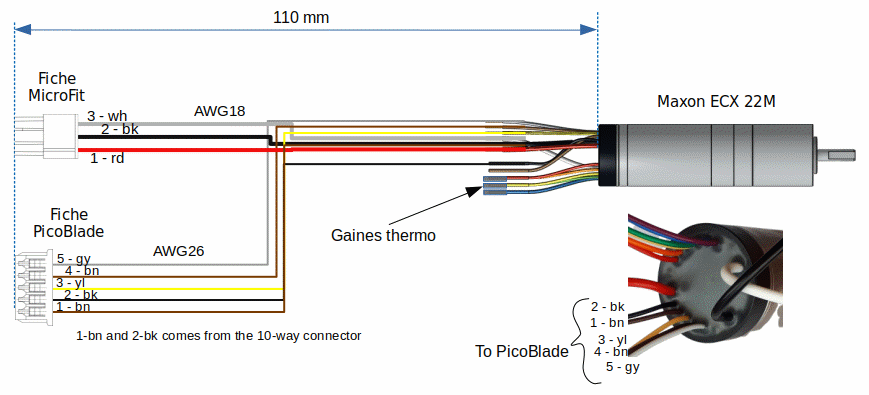 110 mm
Fiche
MicroFit
3 - wh
AWG18
2 - bk
1 - rd
Maxon ECX 22M
Fiche
PicoBlade
Gaines thermo
AWG26
5 - gy
4 - bn
3 - yl
2 - bk
1 - bn
1-bn and 2-bk comes from the 10-way connector
To PicoBlade
2 - bk
1 - bn
3 - yl
4 - bn
5 - gy